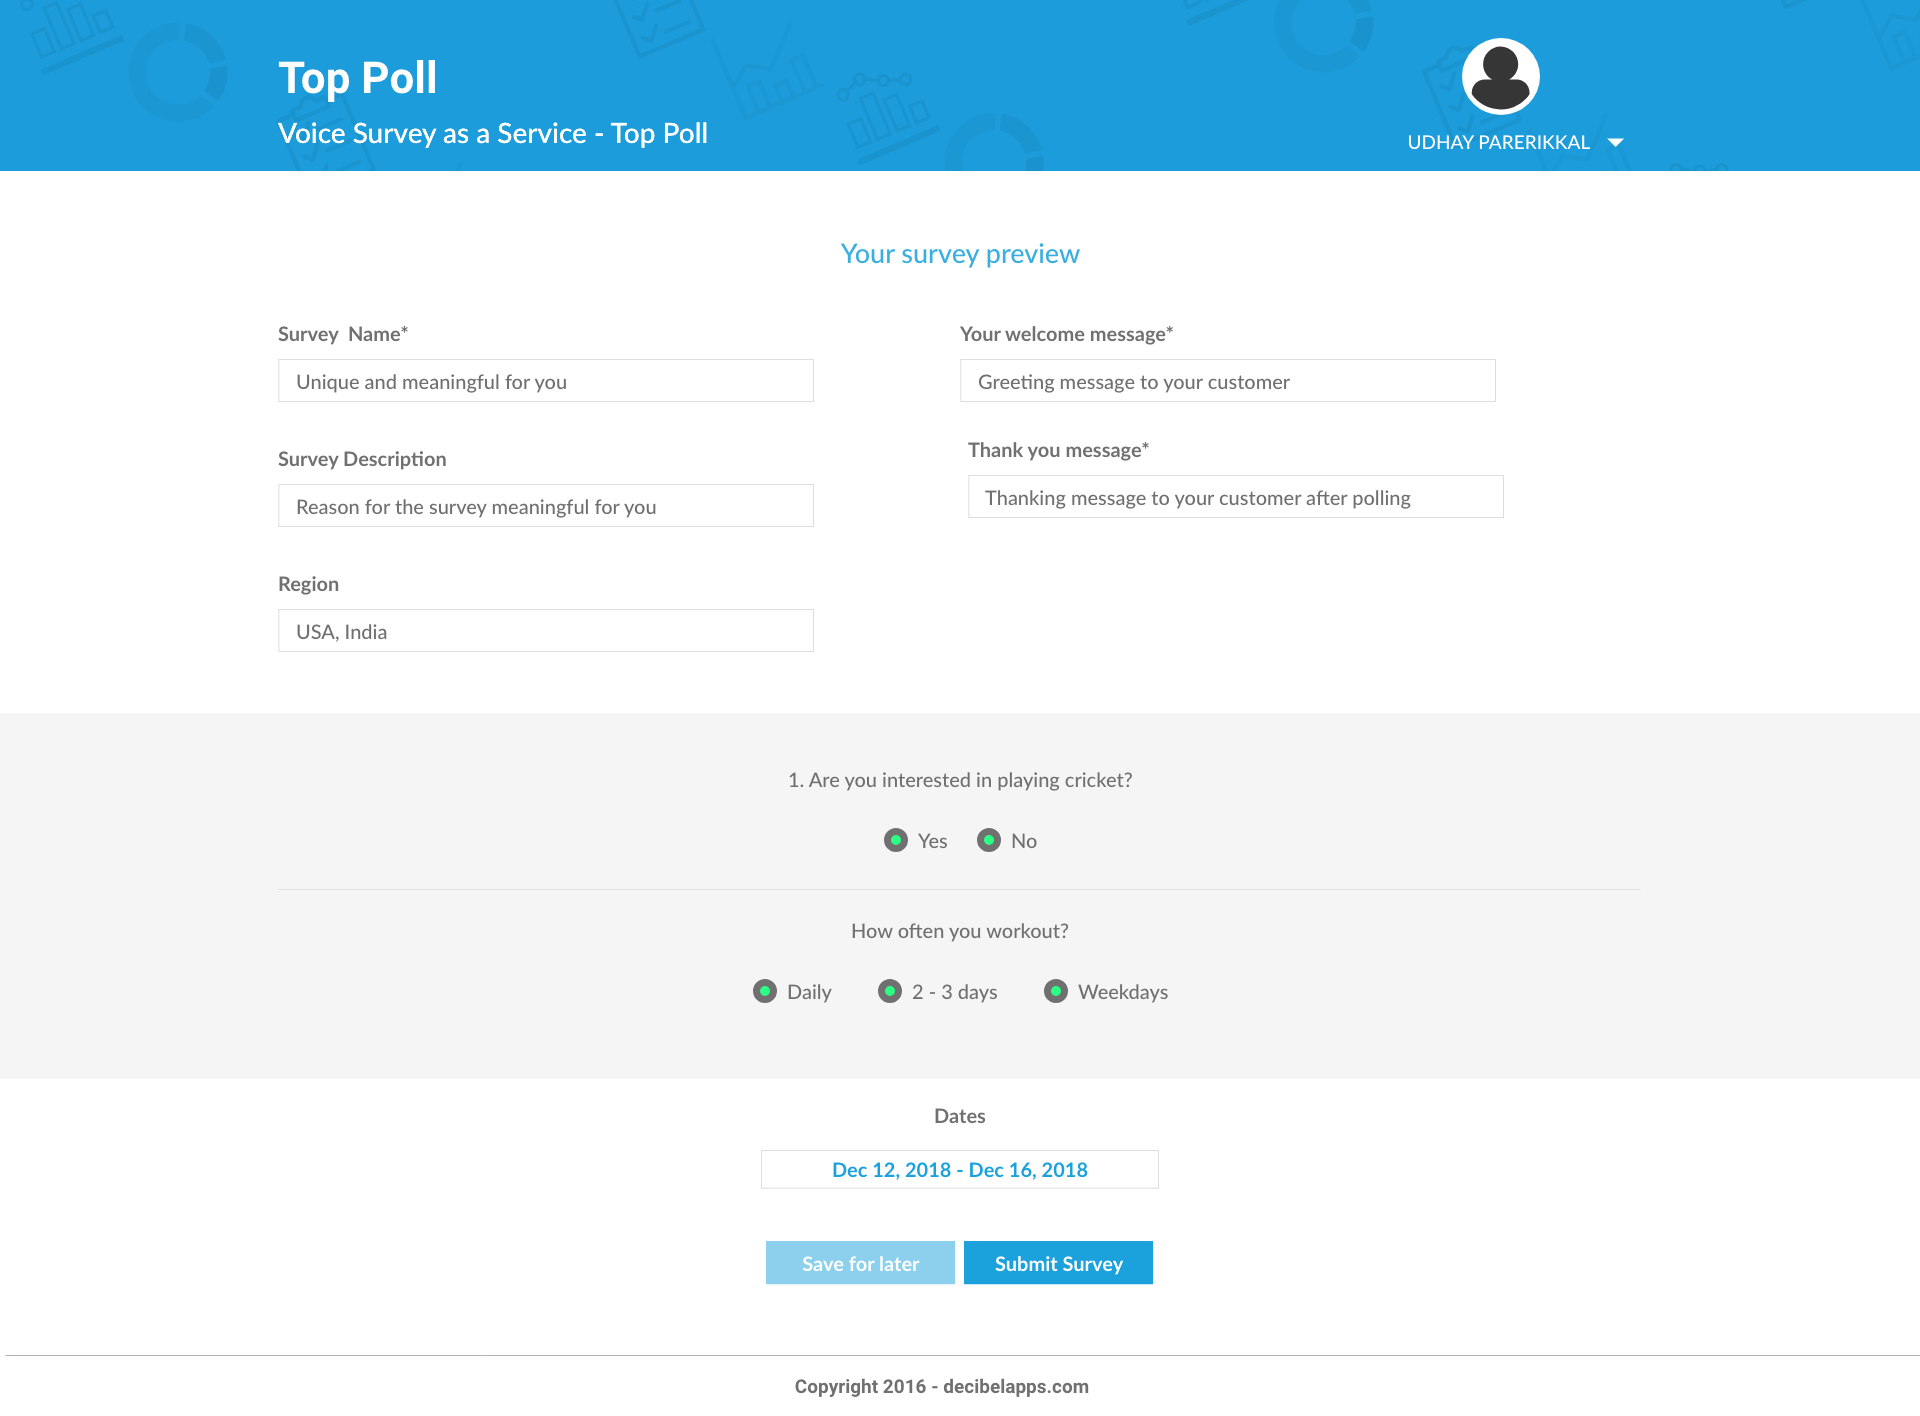 Top Poll
Voice Survey as a Service - Top Poll
UDHAY PARERIKKAL
Your survey preview
Survey  Name*
Unique and meaningful for you
Survey Description
Reason for the survey meaningful for you
Region
USA, India
Your welcome message*
Greeting message to your customer
Thank you message*
Thanking message to your customer after polling
1. Are you interested in playing cricket?
Yes No
How often you workout?
Daily 2 - 3 days Weekdays
Dates
Dec 12, 2018 - Dec 16, 2018
Save for later Submit Survey
Copyright 2016 - decibelapps.com